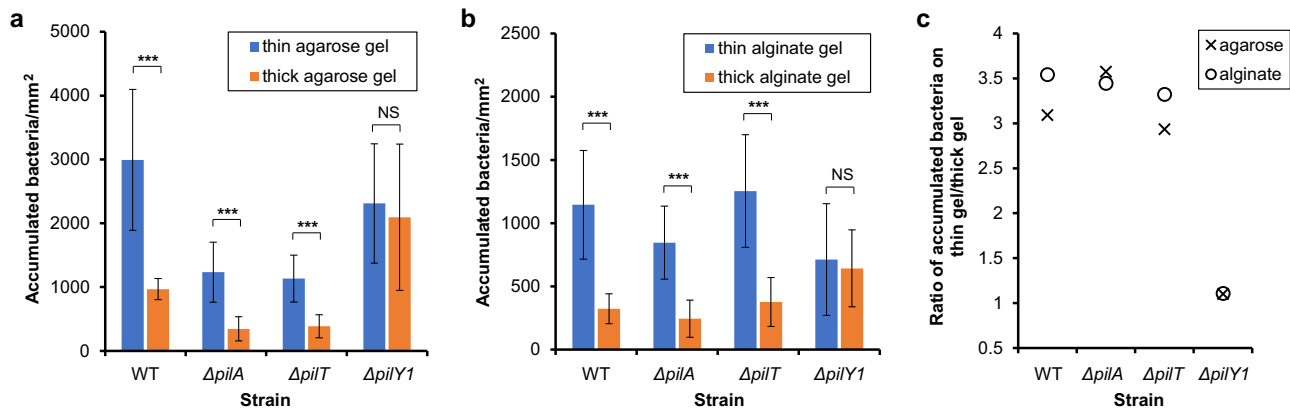 a
Accumulated bacteria/mm²
5000
4000
3000
2000
1000
0
thin agarose gel
thick agarose gel
***
***
***
NS
WT
ΔpilA
ΔpilT
ΔpilY1
Strain
b
Accumulated bacteria/mm²
2500
2000
1500
1000
500
0
thin alginate gel
thick alginate gel
***
***
***
NS
WT
ΔpilA
ΔpilT
ΔpilY1
Strain
c
Ratio of accumulated bacteria on
thin gel/thick gel
4
3.5
3
2.5
2
1.5
1
0.5
agarose
alginate
WT
ΔpilA
ΔpilT
ΔpilY1
Strain